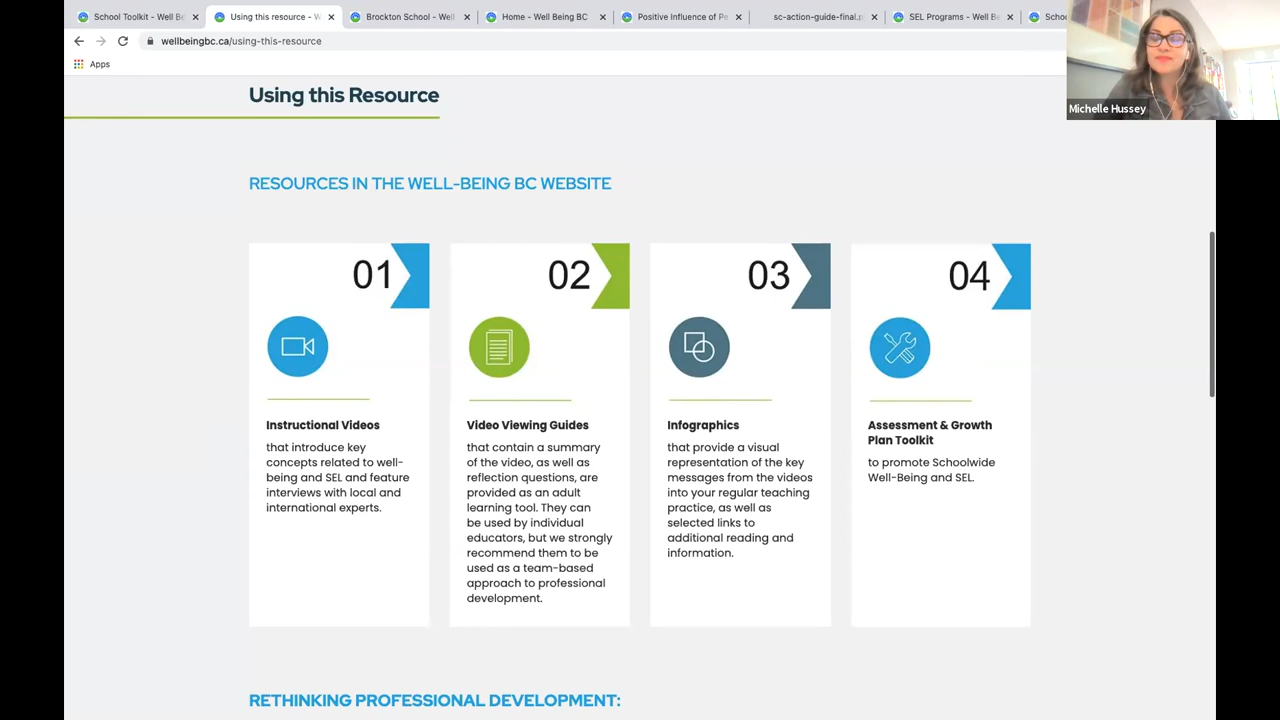 School Toolkit - Well Be
Using this resource - W
Brockton School - Well
Home - Well Being BC
Positive Influence of Pe
sc-action-guide-final.p
SEL Programs - Well Be
Schoo
wellbeingbc.ca/using-this-resource
Apps
Michelle Hussey
Using this Resource
RESOURCES IN THE WELL-BEING BC WEBSITE
01
Instructional Videos
that introduce key
concepts related to well-
being and SEL and feature
interviews with local and
international experts.
02
Video Viewing Guides
that contain a summary
of the video, as well as
reflection questions, are
provided as an adult
learning tool. They can
be used by individual
educators, but we strongly
recommend them to be
used as a team-based
approach to professional
development.
03
Infographics
that provide a visual
representation of the key
messages from the videos
into your regular teaching
practice, as well as
selected links to
additional reading and
information.
04
Assessment & Growth
Plan Toolkit
to promote Schoolwide
Well-Being and SEL.
RETHINKING PROFESSIONAL DEVELOPMENT: